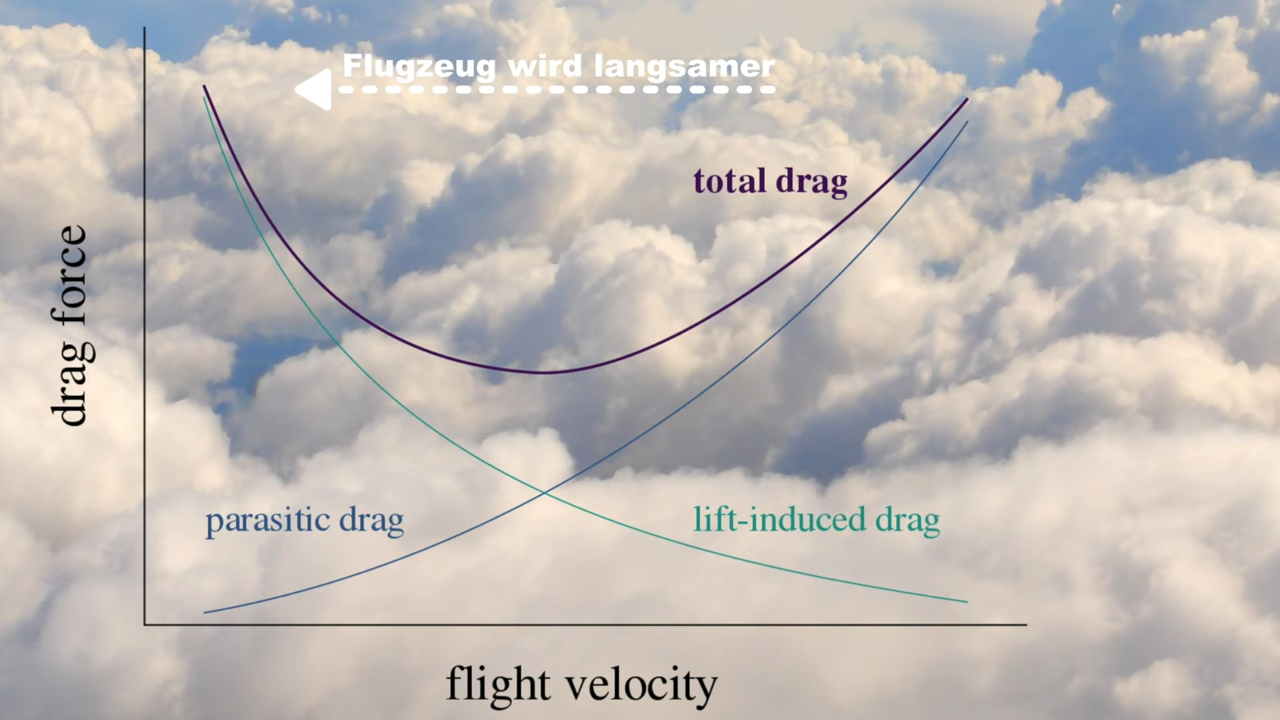 Flugzeug wird langsamer
total drag
drag force
parasitic drag
lift-induced drag
flight velocity